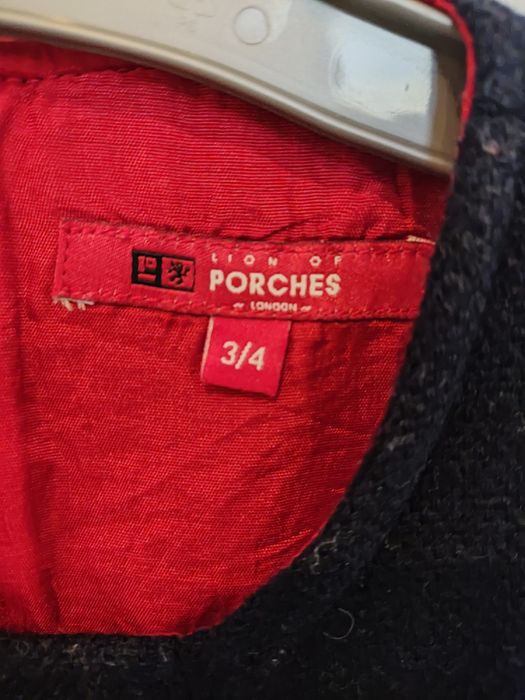 LION OF
PORCHES
~ LONDON ~
3/4